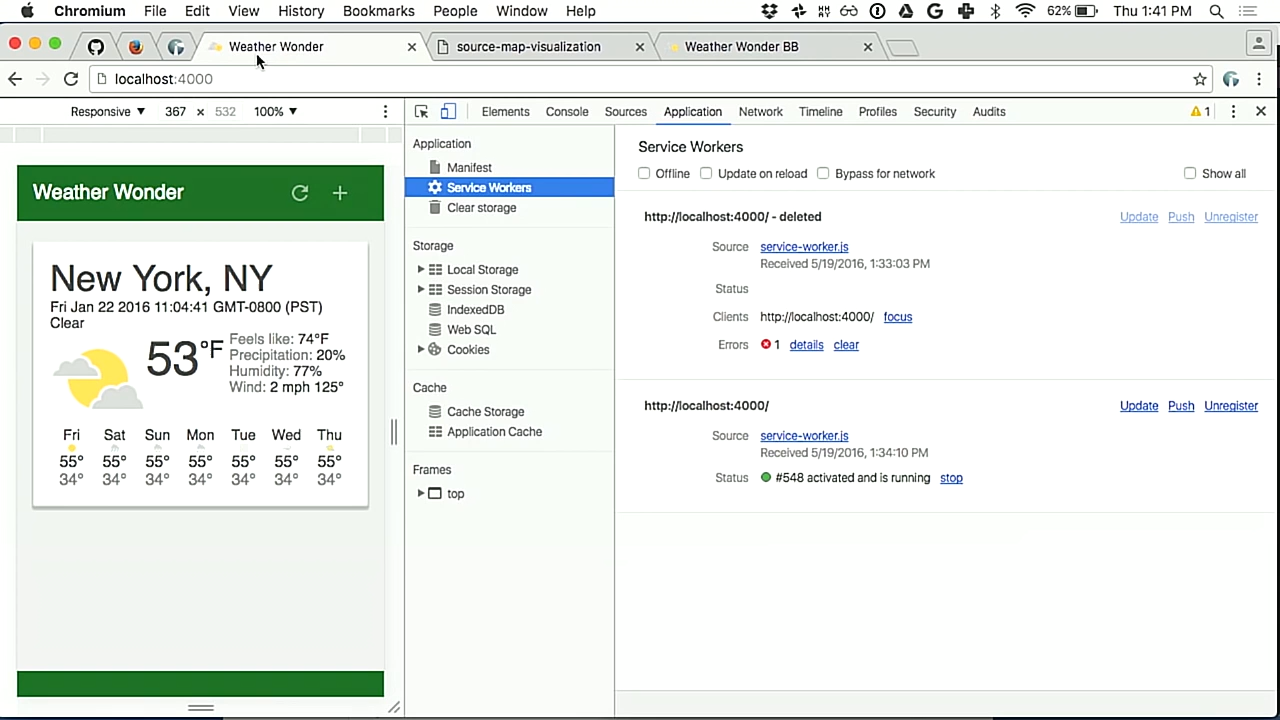 Chromium File Edit View History Bookmarks People Window Help 62% Thu 1:41 PM
Weather Wonder source-map-visualization Weather Wonder BB
localhost:4000
Responsive ▼ 367 × 532 100% ▼
Elements Console Sources Application Network Timeline Profiles Security Audits 1
Weather Wonder
New York, NY
Fri Jan 22 2016 11:04:41 GMT-0800 (PST)
Clear
53°F
Feels like: 74°F
Precipitation: 20%
Humidity: 77%
Wind: 2 mph 125°
Fri Sat Sun Mon Tue Wed Thu
55° 55° 55° 55° 55° 55° 55°
34° 34° 34° 34° 34° 34° 34°
Application
Manifest
Service Workers
Clear storage
Storage
Local Storage
Session Storage
IndexedDB
Web SQL
Cookies
Cache
Cache Storage
Application Cache
Frames
top
Service Workers
Offline Update on reload Bypass for network Show all
http://localhost:4000/ - deleted Update Push Unregister
Source service-worker.js
Received 5/19/2016, 1:33:03 PM
Status
Clients http://localhost:4000/ focus
Errors 1 details clear
http://localhost:4000/ Update Push Unregister
Source service-worker.js
Received 5/19/2016, 1:34:10 PM
Status #548 activated and is running stop